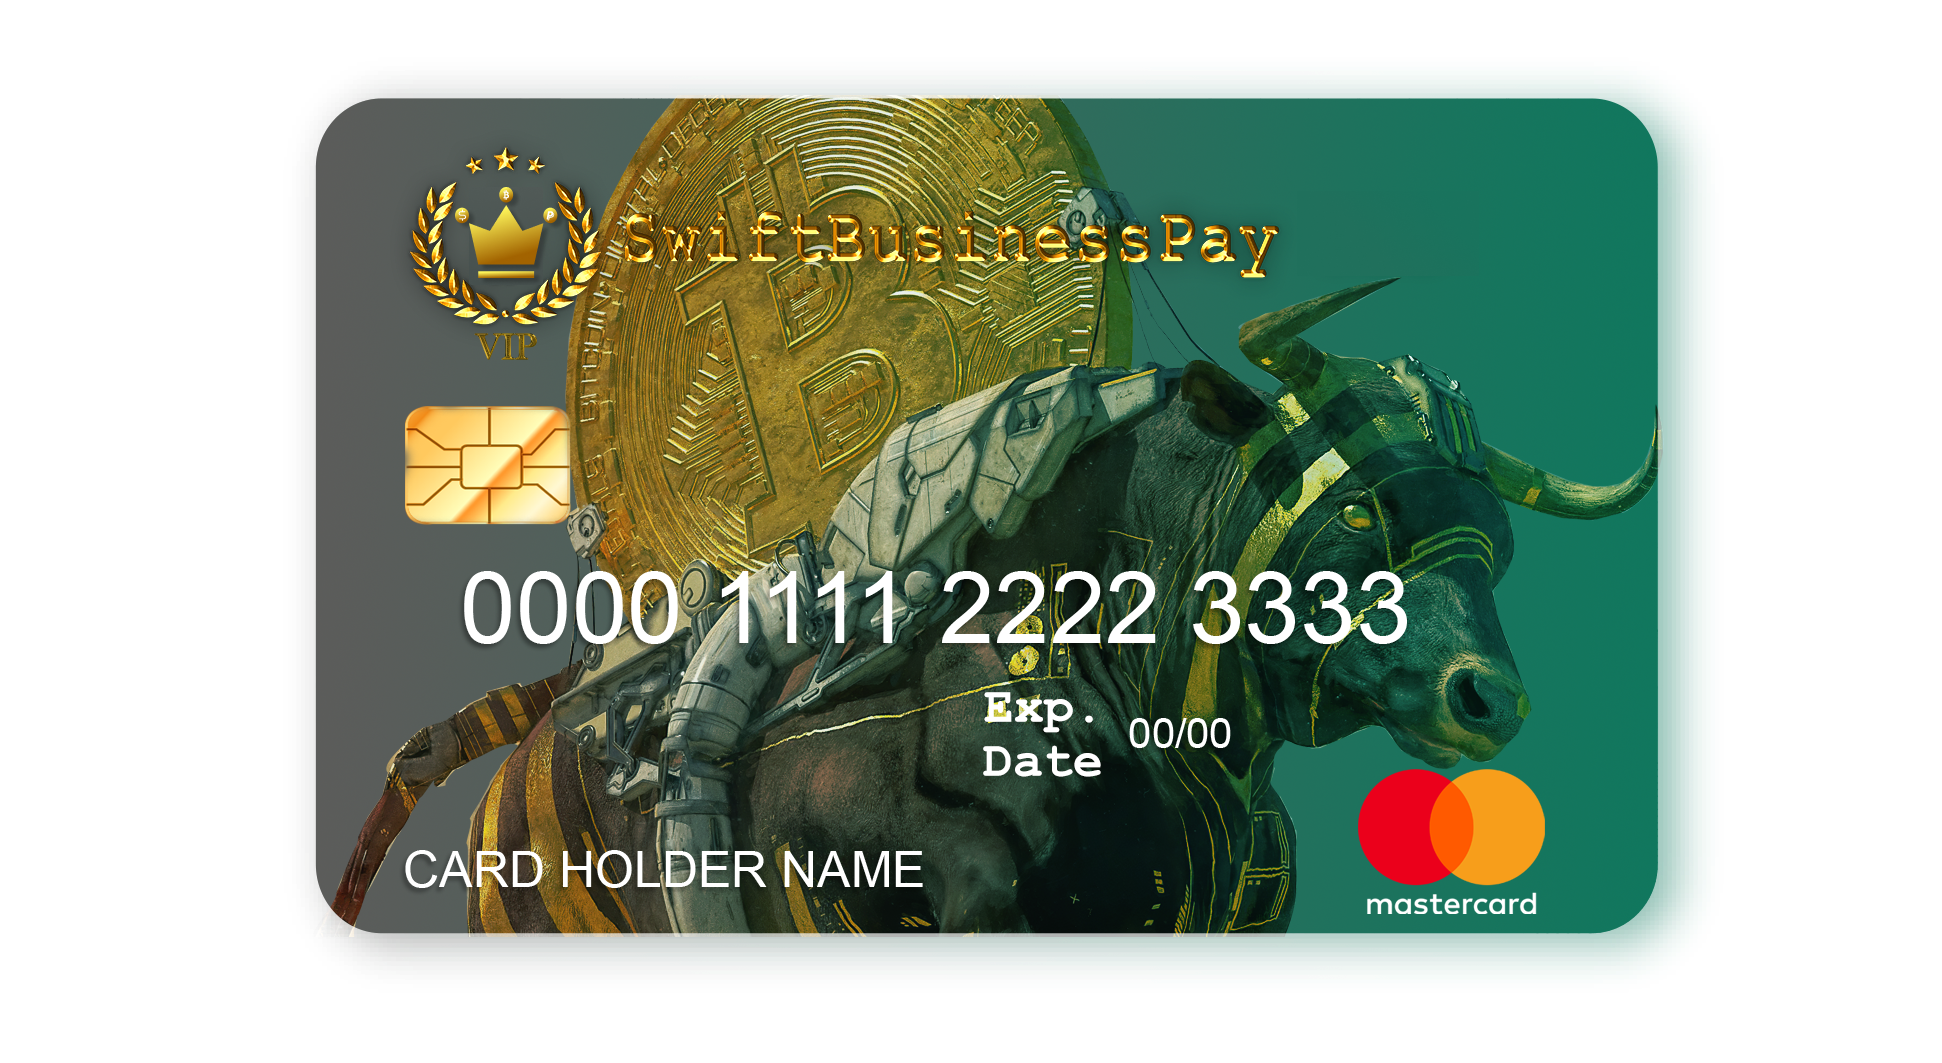 SwiftBusinessPay
VIP
0000 1111 2222 3333
Exp.
Date
00/00
CARD HOLDER NAME
mastercard